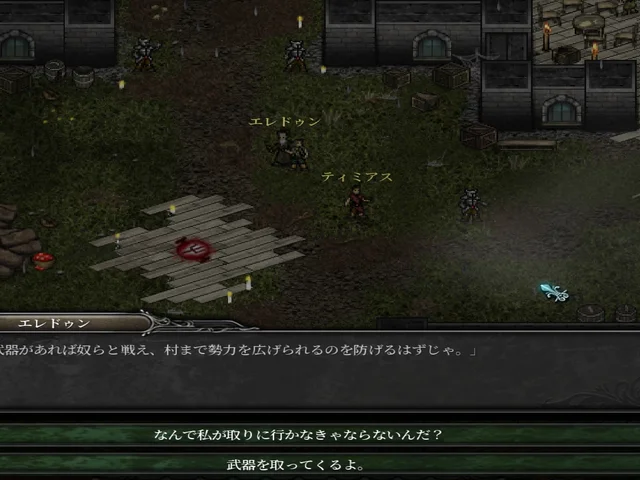 エレドゥン
ティミアス
エレドゥン
武器があれば奴らと戦え、村まで勢力を広げられるのを防げるはずじゃ。」
なんで私が取りに行かなきゃならないんだ？
武器を取ってくるよ。